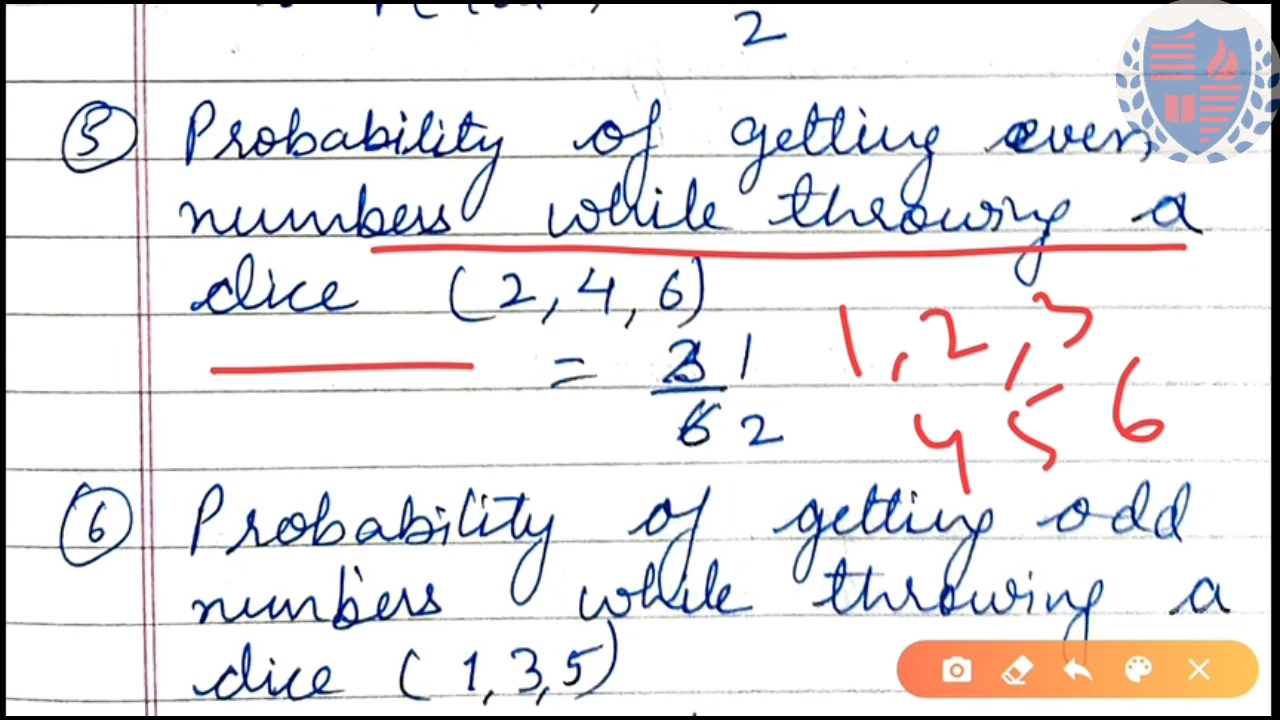 2
5 Probability of getting even
numbers while throwing a
dice (2, 4, 6)
= 3/6 1/2
1, 2, 3
4 5 6
6 Probability of getting odd
numbers while throwing a
dice (1, 3, 5)